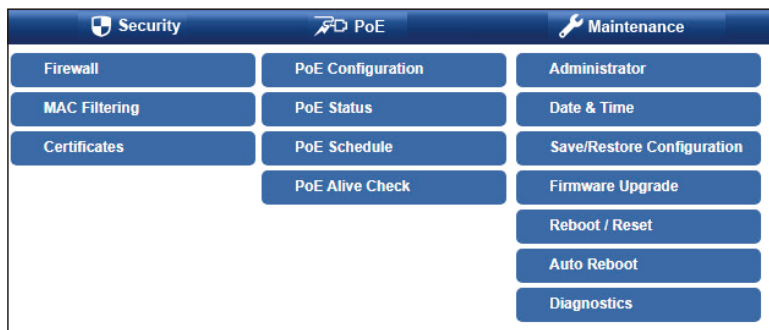 Security PoE Maintenance
Firewall PoE Configuration Administrator
MAC Filtering PoE Status Date & Time
Certificates PoE Schedule Save/Restore Configuration
PoE Alive Check Firmware Upgrade
Reboot / Reset
Auto Reboot
Diagnostics